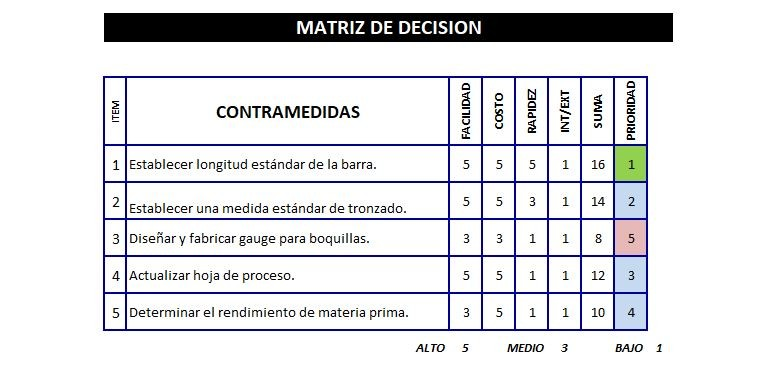 MATRIZ DE DECISION
ITEM CONTRAMEDIDAS FACILIDAD COSTO RAPIDEZ INT/EXT SUMA PRIORIDAD
1 Establecer longitud estándar de la barra. 5 5 5 1 16 1
2 Establecer una medida estándar de tronzado. 5 5 3 1 14 2
3 Diseñar y fabricar gauge para boquillas. 3 3 1 1 8 5
4 Actualizar hoja de proceso. 5 5 1 1 12 3
5 Determinar el rendimiento de materia prima. 3 5 1 1 10 4
ALTO 5 MEDIO 3 BAJO 1